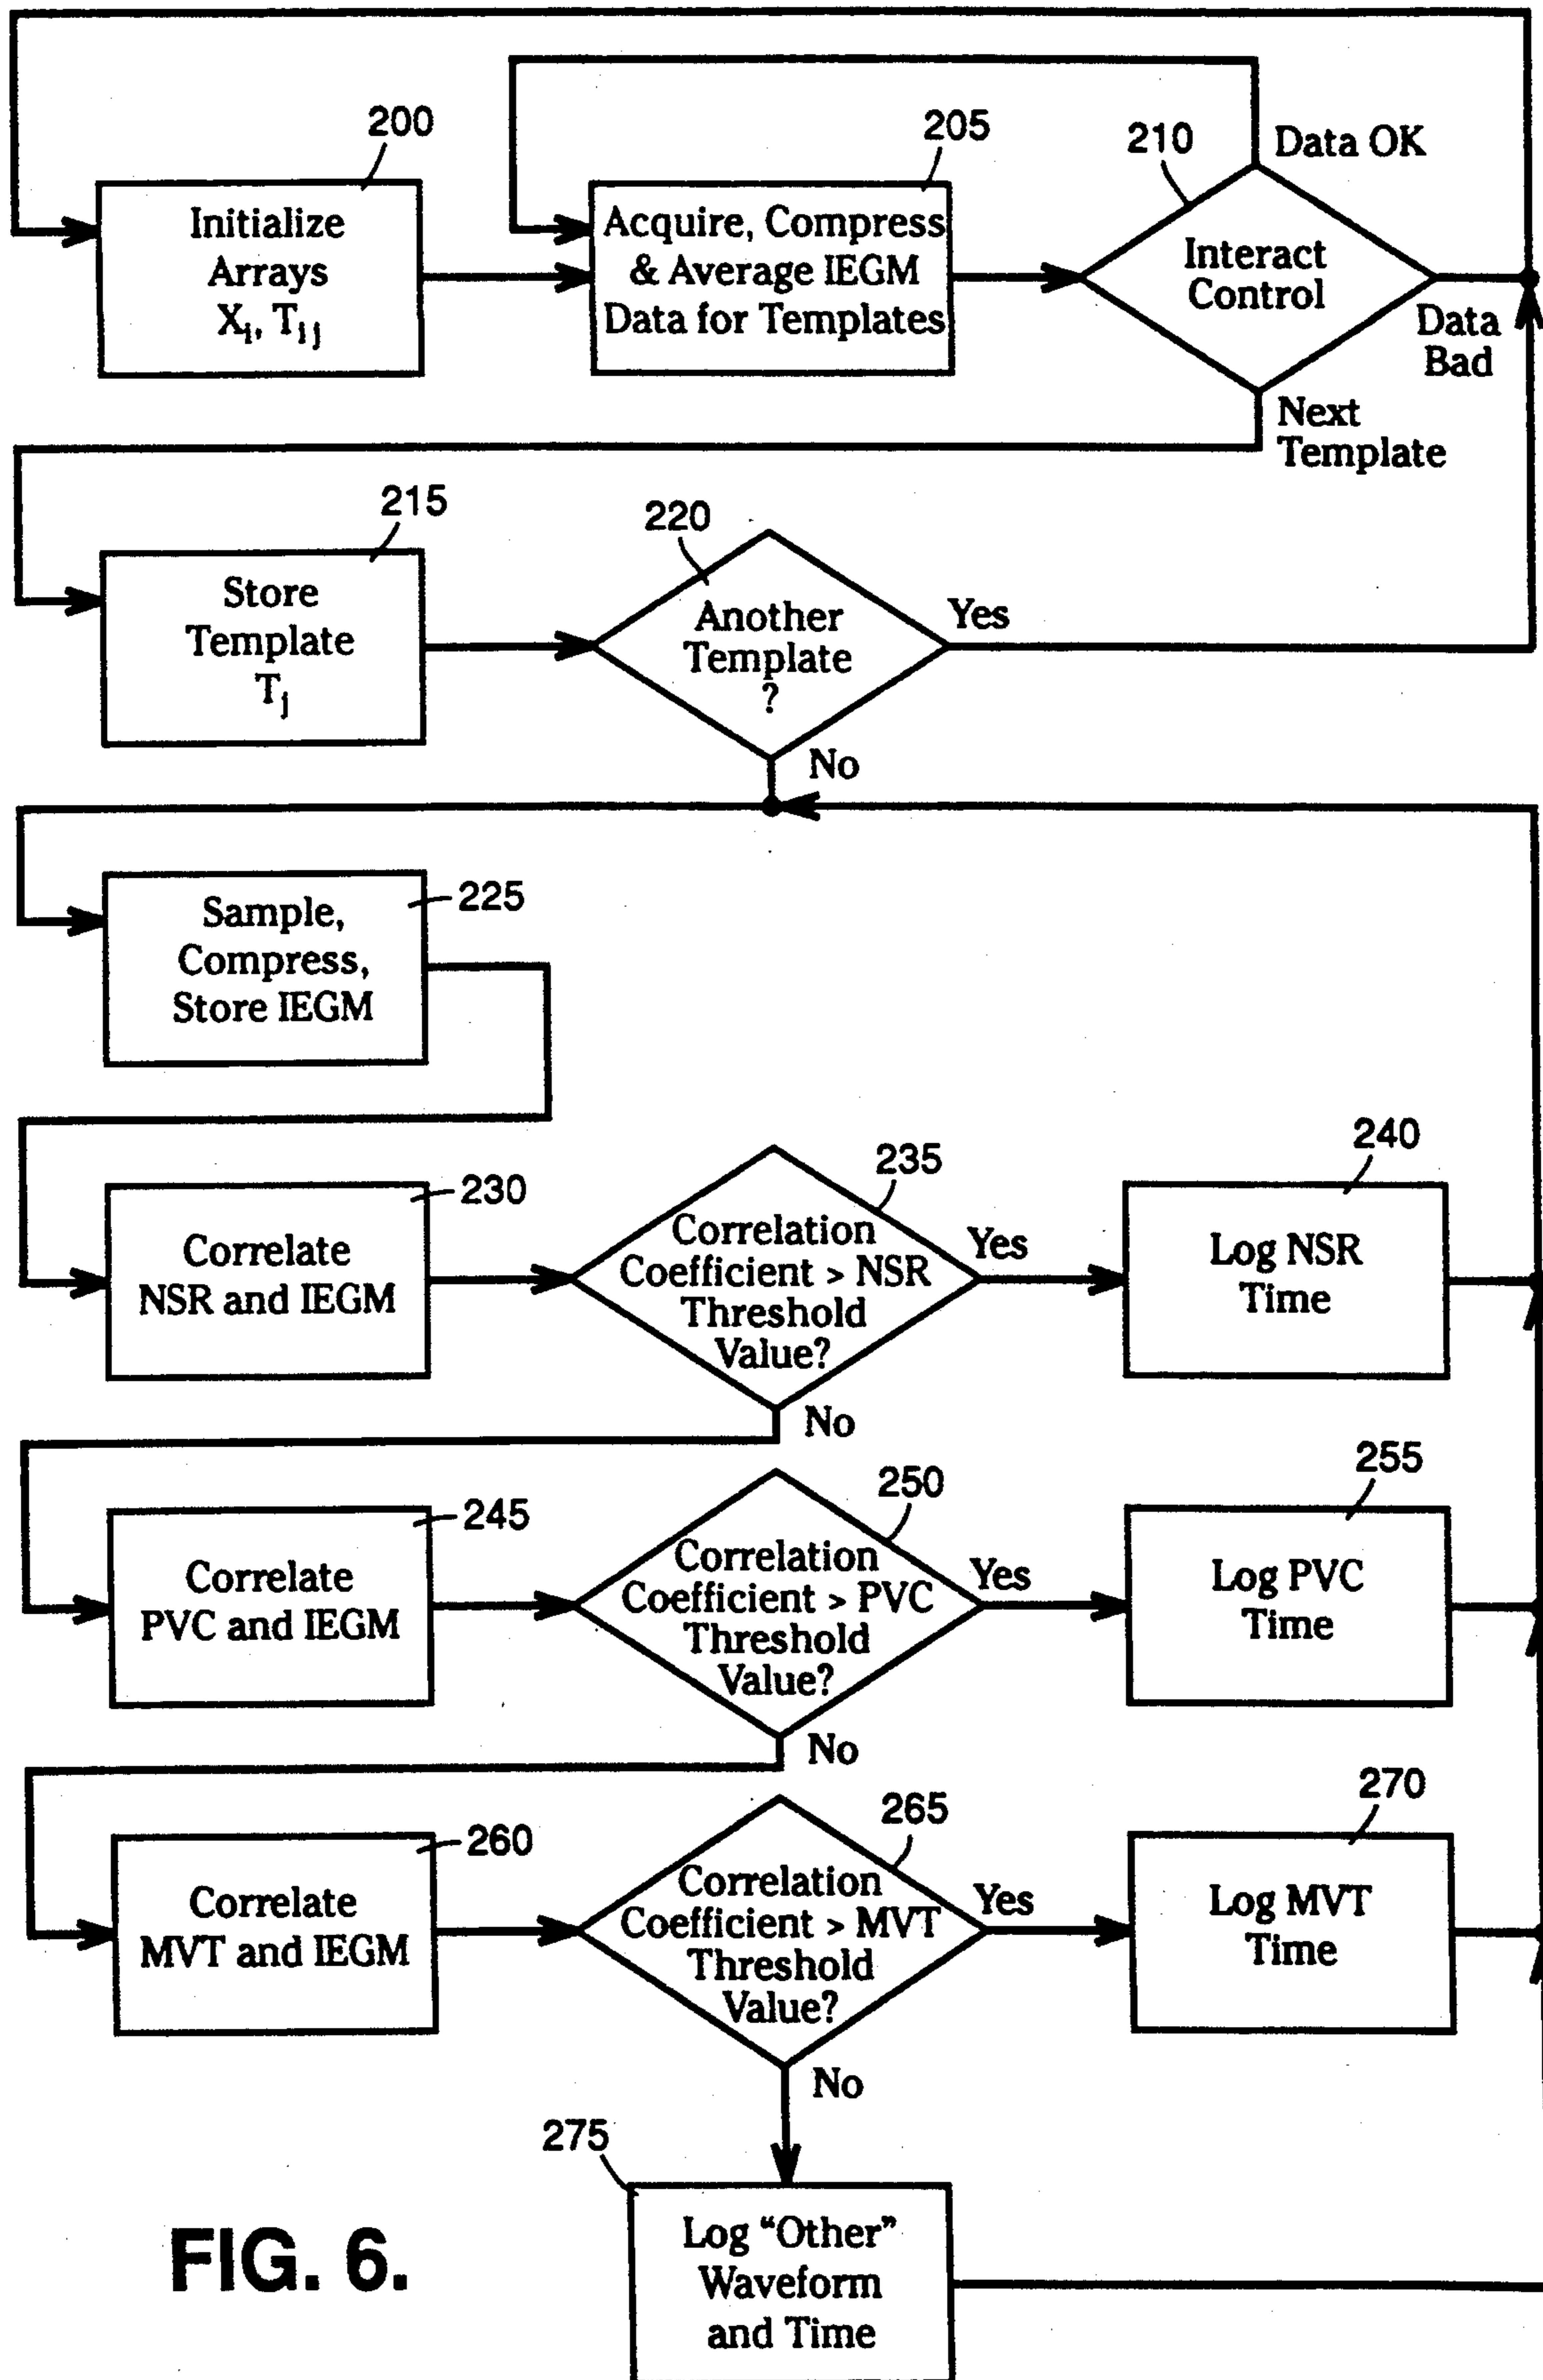 200
Initialize
Arrays
Xi, Tij
205
Acquire, Compress
& Average IEGM
Data for Templates
210
Interact
Control
Data OK
Data
Bad
Next
Template
215
Store
Template
Tj
220
Another
Template
?
Yes
No
225
Sample,
Compress,
Store IEGM
230
Correlate
NSR and IEGM
235
Correlation
Coefficient > NSR
Threshold
Value?
Yes
No
240
Log NSR
Time
245
Correlate
PVC and IEGM
250
Correlation
Coefficient > PVC
Threshold
Value?
Yes
No
255
Log PVC
Time
260
Correlate
MVT and IEGM
265
Correlation
Coefficient > MVT
Threshold
Value?
Yes
No
270
Log MVT
Time
275
Log “Other”
Waveform
and Time
FIG. 6.